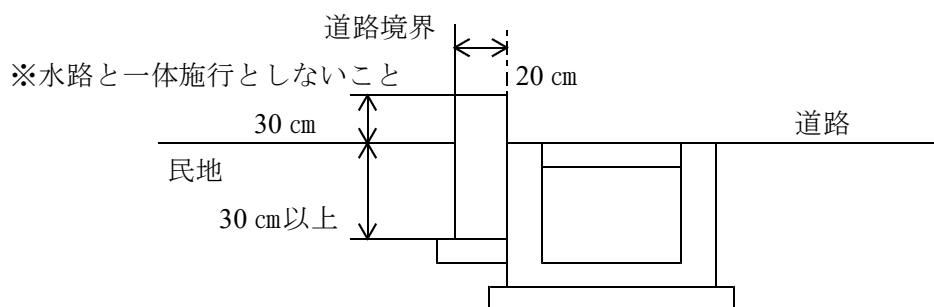 道路境界
※水路と一体施行としないこと
20 ㎝
30 ㎝
道路
民地
30 ㎝以上